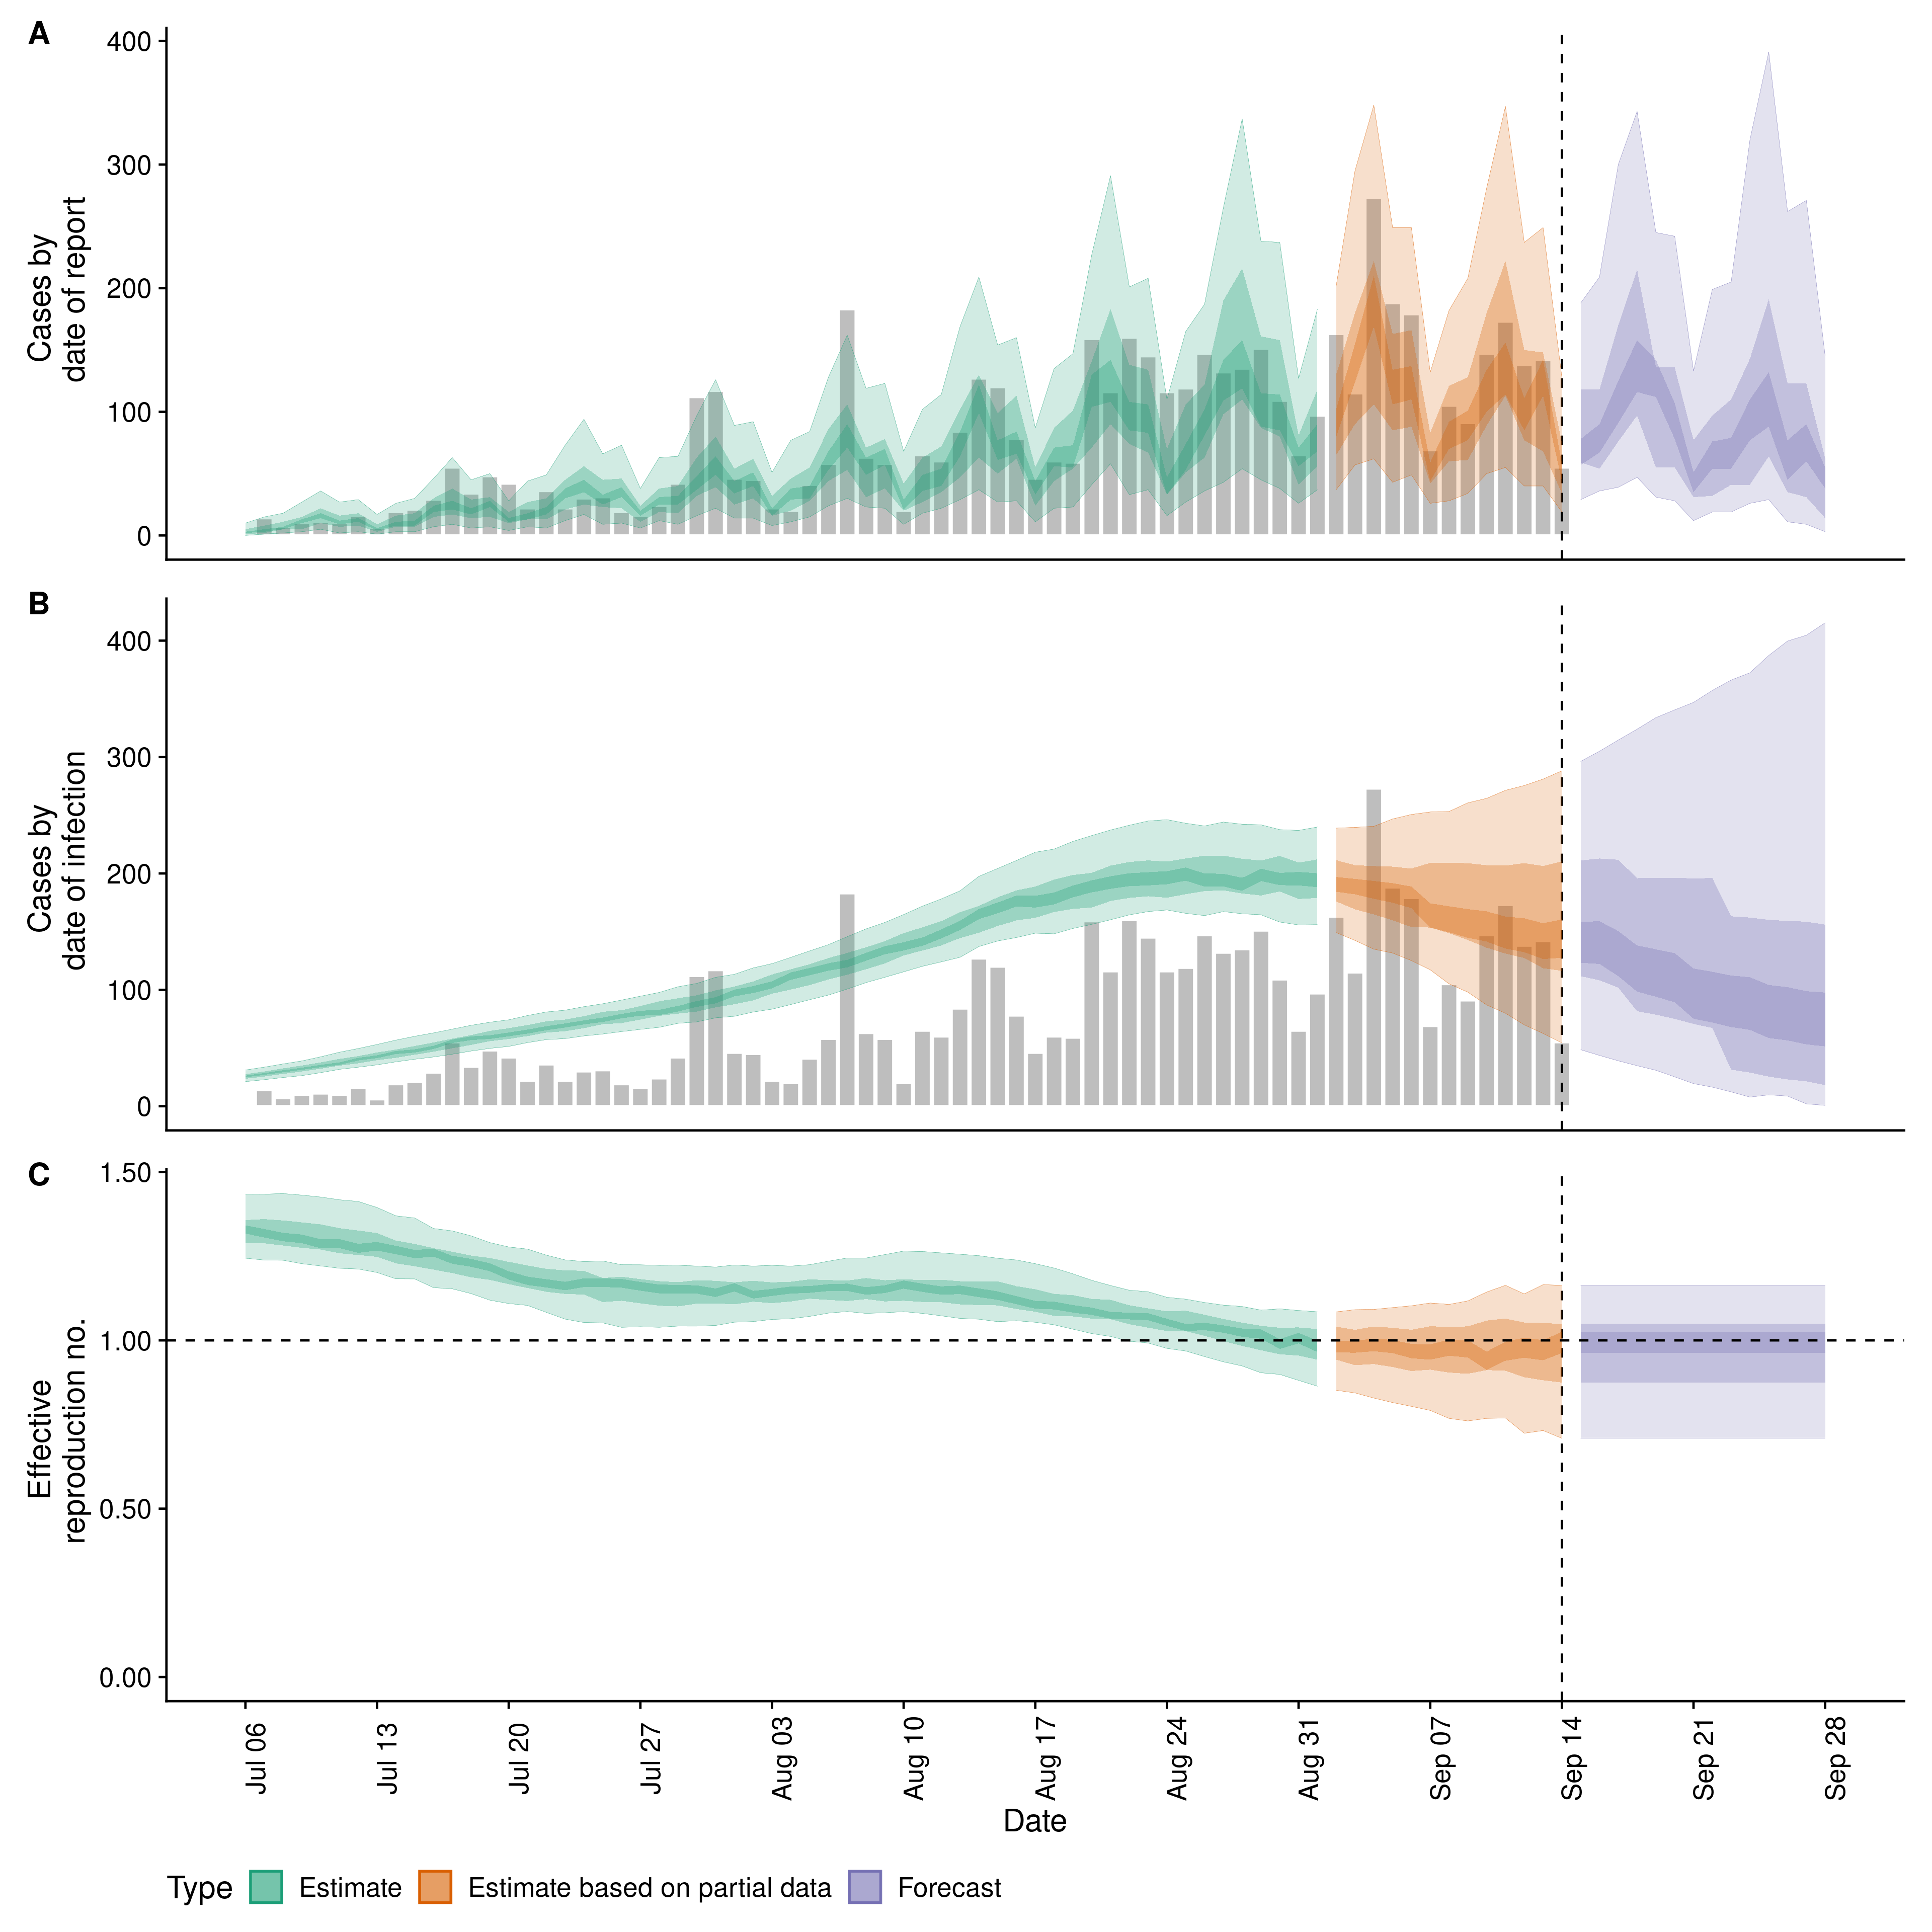 A
400
300
200
100
0
Cases by
date of report
B
400
300
200
100
0
Cases by
date of infection
C
1.50
1.00
0.50
0.00
Effective
reproduction no.
Jul 06
Jul 13
Jul 20
Jul 27
Aug 03
Aug 10
Aug 17
Aug 24
Aug 31
Sep 07
Sep 14
Sep 21
Sep 28
Date
Type Estimate Estimate based on partial data Forecast